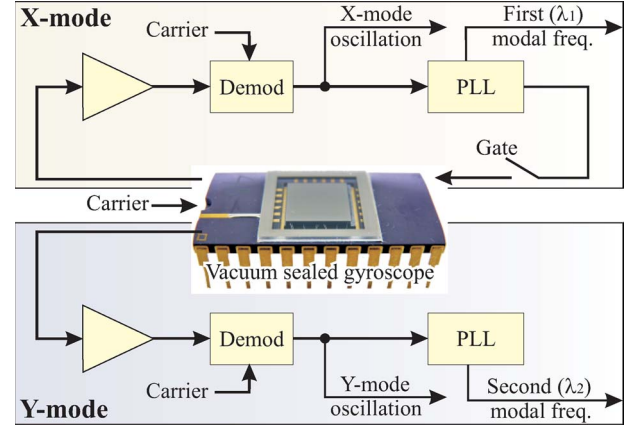 X-mode
Carrier
X-mode
oscillation
First (λ1)
modal freq.
Demod
PLL
Gate
Carrier
Vacuum sealed gyroscope
Demod
PLL
Carrier
Y-mode
oscillation
Second (λ2)
modal freq.
Y-mode